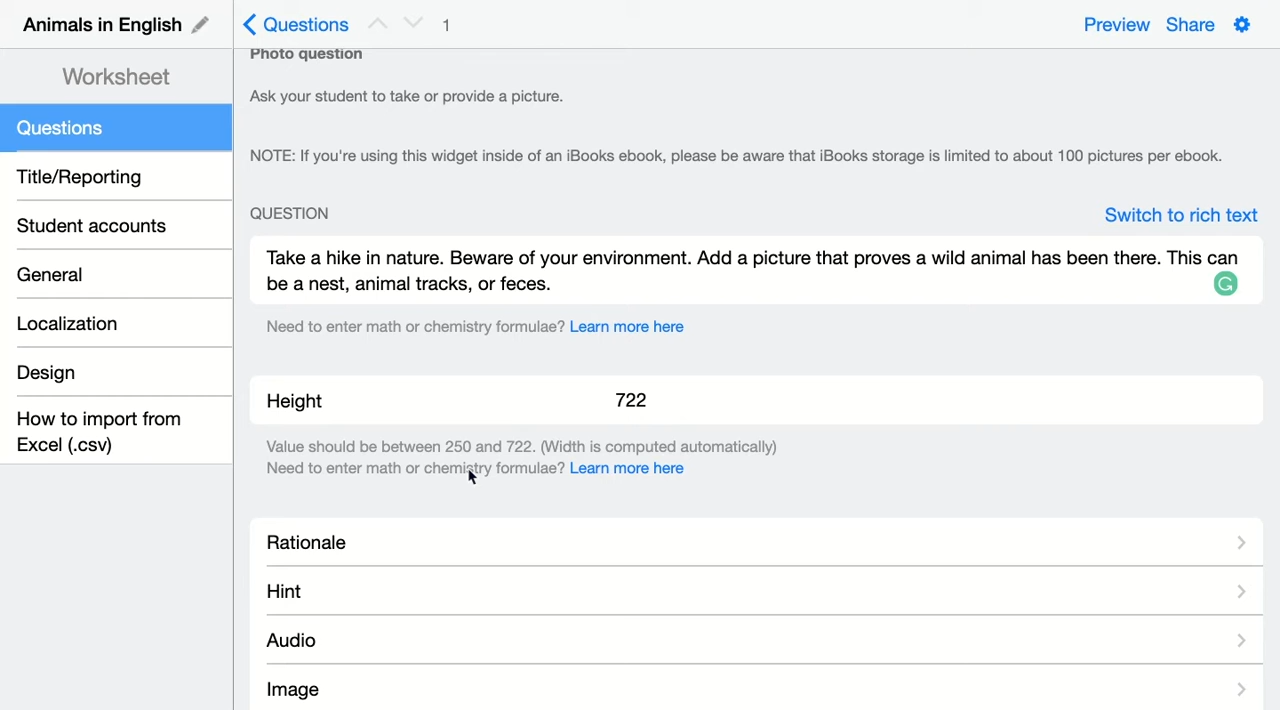 Animals in English
Questions
1
Preview
Share
Worksheet
Questions
Title/Reporting
Student accounts
General
Localization
Design
How to import from
Excel (.csv)
Photo question
Ask your student to take or provide a picture.
NOTE: If you're using this widget inside of an iBooks ebook, please be aware that iBooks storage is limited to about 100 pictures per ebook.
QUESTION
Switch to rich text
Take a hike in nature. Beware of your environment. Add a picture that proves a wild animal has been there. This can
be a nest, animal tracks, or feces.
Need to enter math or chemistry formulae? Learn more here
Height 722
Value should be between 250 and 722. (Width is computed automatically)
Need to enter math or chemistry formulae? Learn more here
Rationale
Hint
Audio
Image